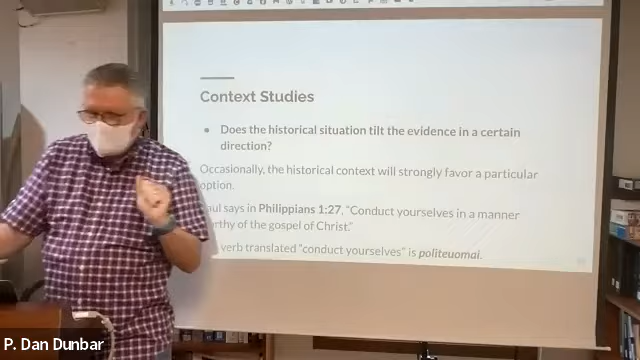 Context Studies
● Does the historical situation tilt the evidence in a certain
direction?
Occasionally, the historical context will strongly favor a particular
option.
says in Philippians 1:27, “Conduct yourselves in a manner
of the gospel of Christ.”
verb translated “conduct yourselves” is politeuomai.
P. Dan Dunbar